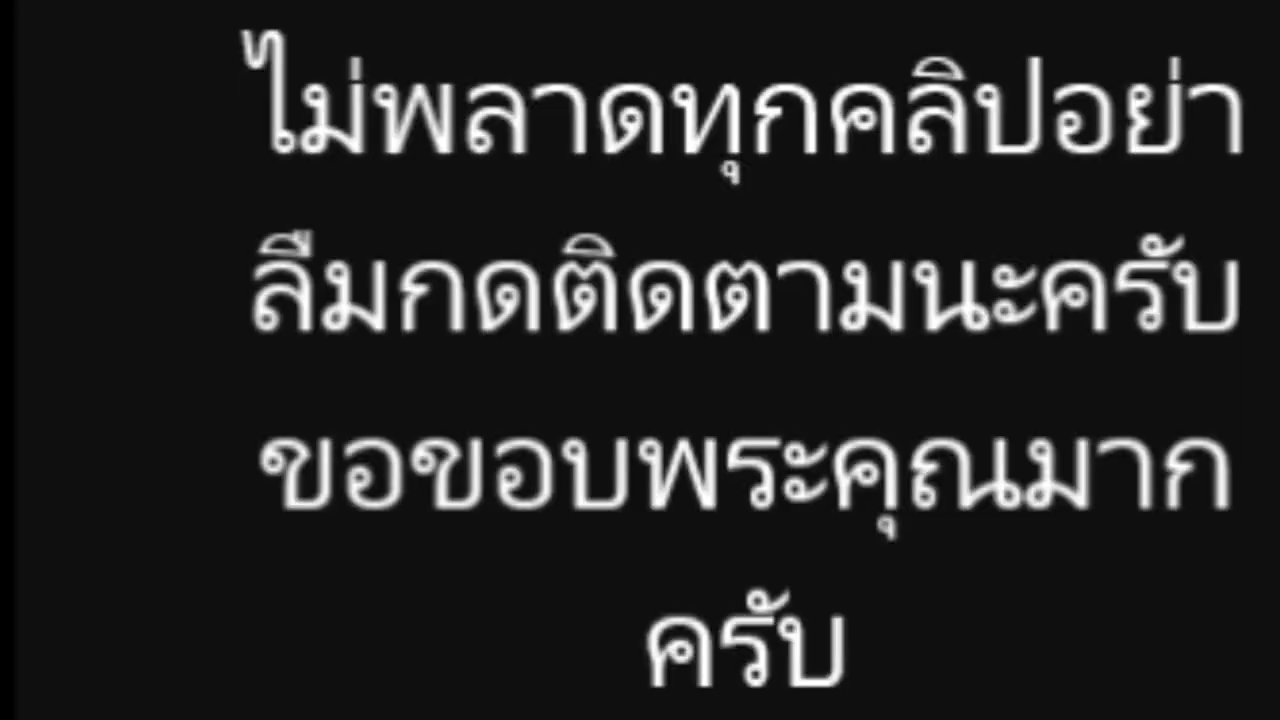 ไม่พลาดทุกคลิปอย่า
ลืมกดติดตามนะครับ
ขอขอบพระคุณมาก
ครับ